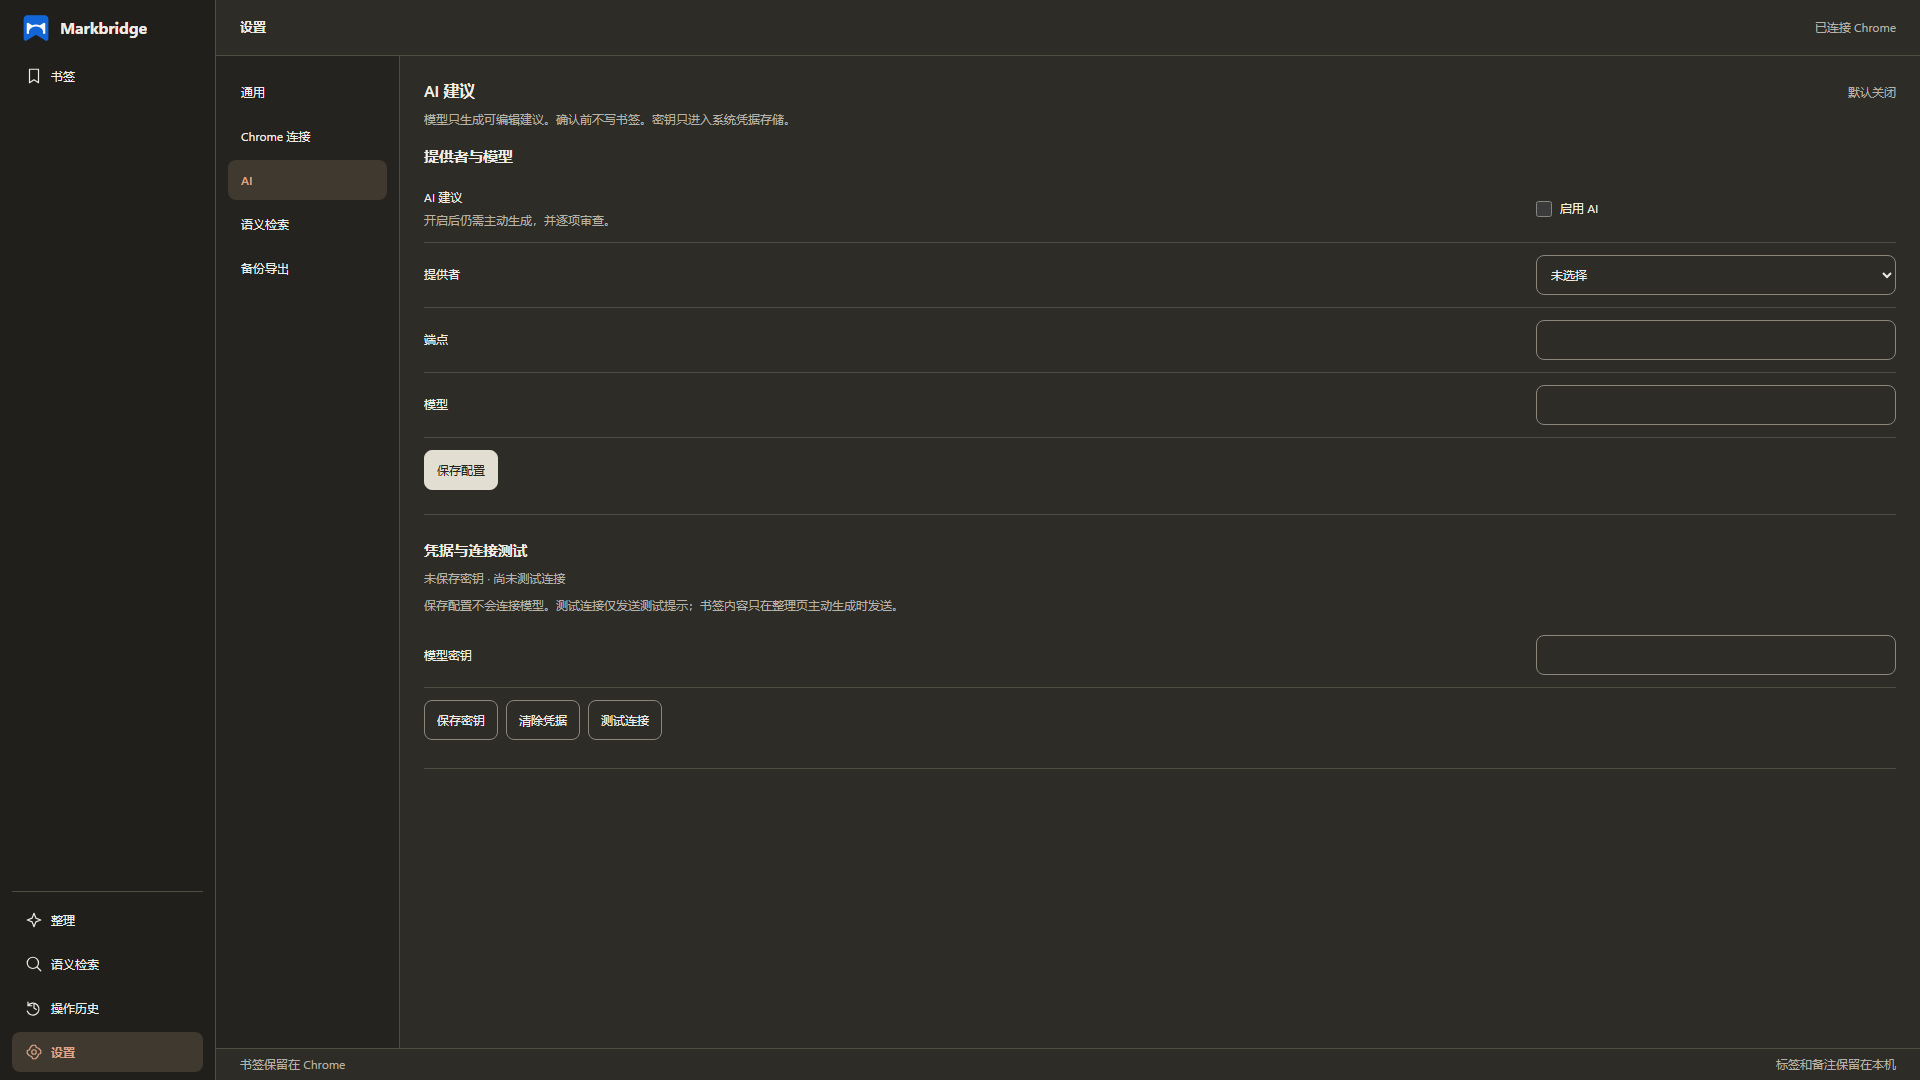 Markbridge
书签
整理
语义检索
操作历史
设置
设置
已连接 Chrome
通用
Chrome 连接
AI
语义检索
备份导出
AI 建议
默认关闭
模型只生成可编辑建议。确认前不写书签。密钥只进入系统凭据存储。
提供者与模型
AI 建议
开启后仍需主动生成，并逐项审查。
启用 AI
提供者
未选择
端点
模型
保存配置
凭据与连接测试
未保存密钥 · 尚未测试连接
保存配置不会连接模型。测试连接仅发送测试提示；书签内容只在整理页主动生成时发送。
模型密钥
保存密钥
清除凭据
测试连接
书签保留在 Chrome
标签和备注保留在本机